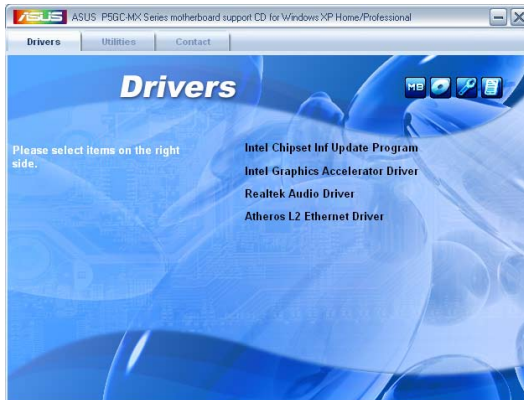 ASUS ASUS P5GC-MX Series motherboard support CD for Windows XP Home/Professional
Drivers Utilities Contact
Drivers
MB
Please select items on the right
side.
Intel Chipset Inf Update Program
Intel Graphics Accelerator Driver
Realtek Audio Driver
Atheros L2 Ethernet Driver